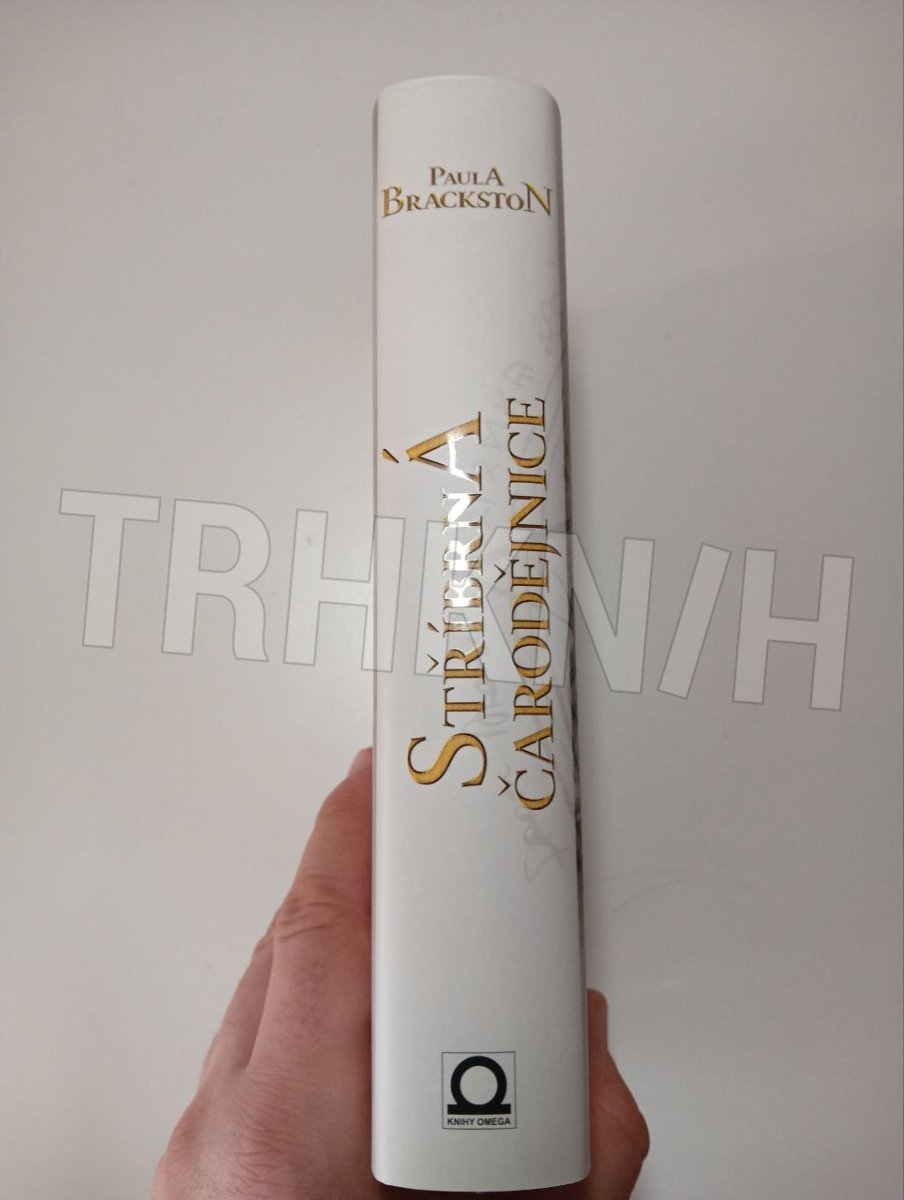 PAULA
BRACKSTON
STŘÍBRNÁ
ČARODĚJNICE
KNIHY OMEGA
TRHKNIH